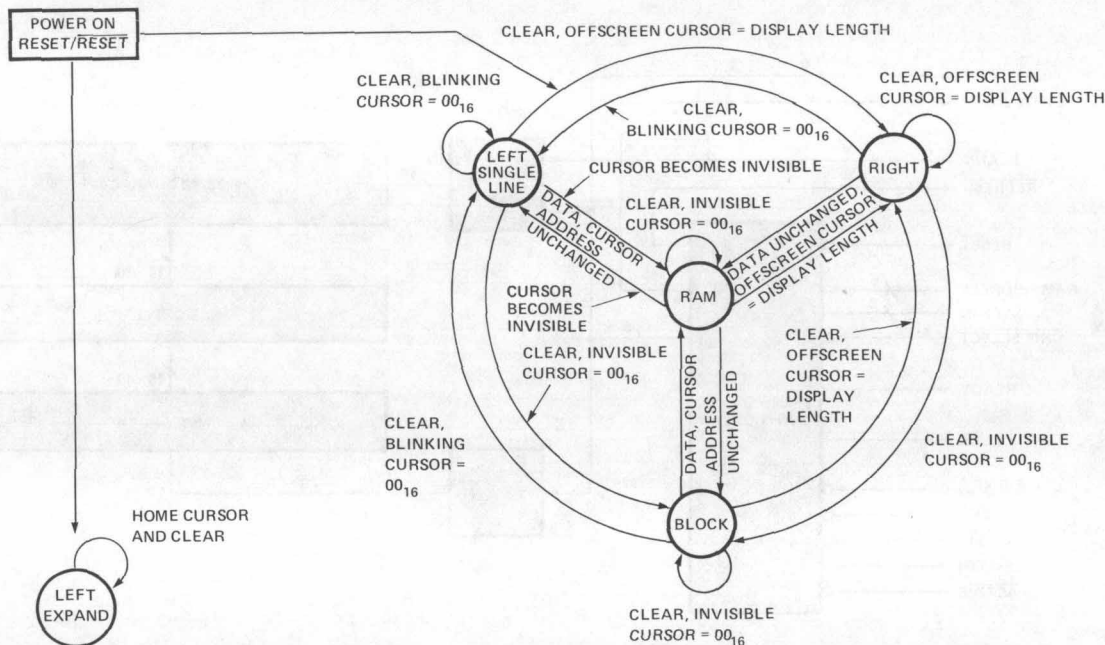 POWER ON
RESET/RESET
CLEAR, OFFSCREEN CURSOR = DISPLAY LENGTH
CLEAR, BLINKING
CURSOR = 00₁₆
CLEAR,
BLINKING CURSOR = 00₁₆
CLEAR, OFFSCREEN
CURSOR = DISPLAY LENGTH
LEFT
SINGLE
LINE
CURSOR BECOMES INVISIBLE
RIGHT
DATA, CURSOR
ADDRESS
UNCHANGED
CLEAR, INVISIBLE
CURSOR = 00₁₆
DATA UNCHANGED,
OFFSCREEN CURSOR
= DISPLAY LENGTH
RAM
CURSOR
BECOMES
INVISIBLE
CLEAR, INVISIBLE
CURSOR = 00₁₆
CLEAR,
OFFSCREEN
CURSOR =
DISPLAY
LENGTH
DATA, CURSOR
ADDRESS
UNCHANGED
CLEAR,
BLINKING
CURSOR =
00₁₆
CLEAR, INVISIBLE
CURSOR = 00₁₆
BLOCK
HOME CURSOR
AND CLEAR
LEFT
EXPAND
CLEAR, INVISIBLE
CURSOR = 00₁₆